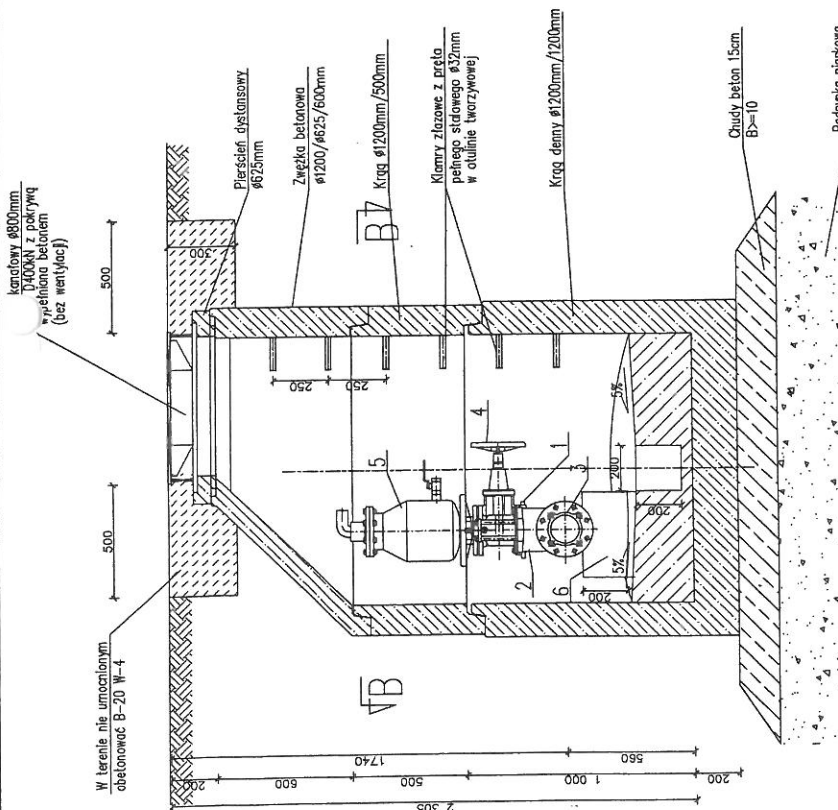 kanałowy ø800mm
D400kN z pokrywą
wypełniona betonem
(bez wentylacji)
W terenie nie umocnionym
obetonować B-20 W-4
Pierścień dystansowy
ø625mm
Zwężka betonowa
ø1200/ø625/600mm
Krąg ø1200mm/500mm
Klamry złazowe z pręta
pełnego stalowego ø32mm
w otulinie tworzywowej
Krąg denny ø1200mm/1200mm
Chudy beton 15cm
B>=10
500
500
300
B
B
250
250
5
4
1
3
2
6
5%
5%
200
200
200
1740
560
200
600
500
1 000
200
2 305